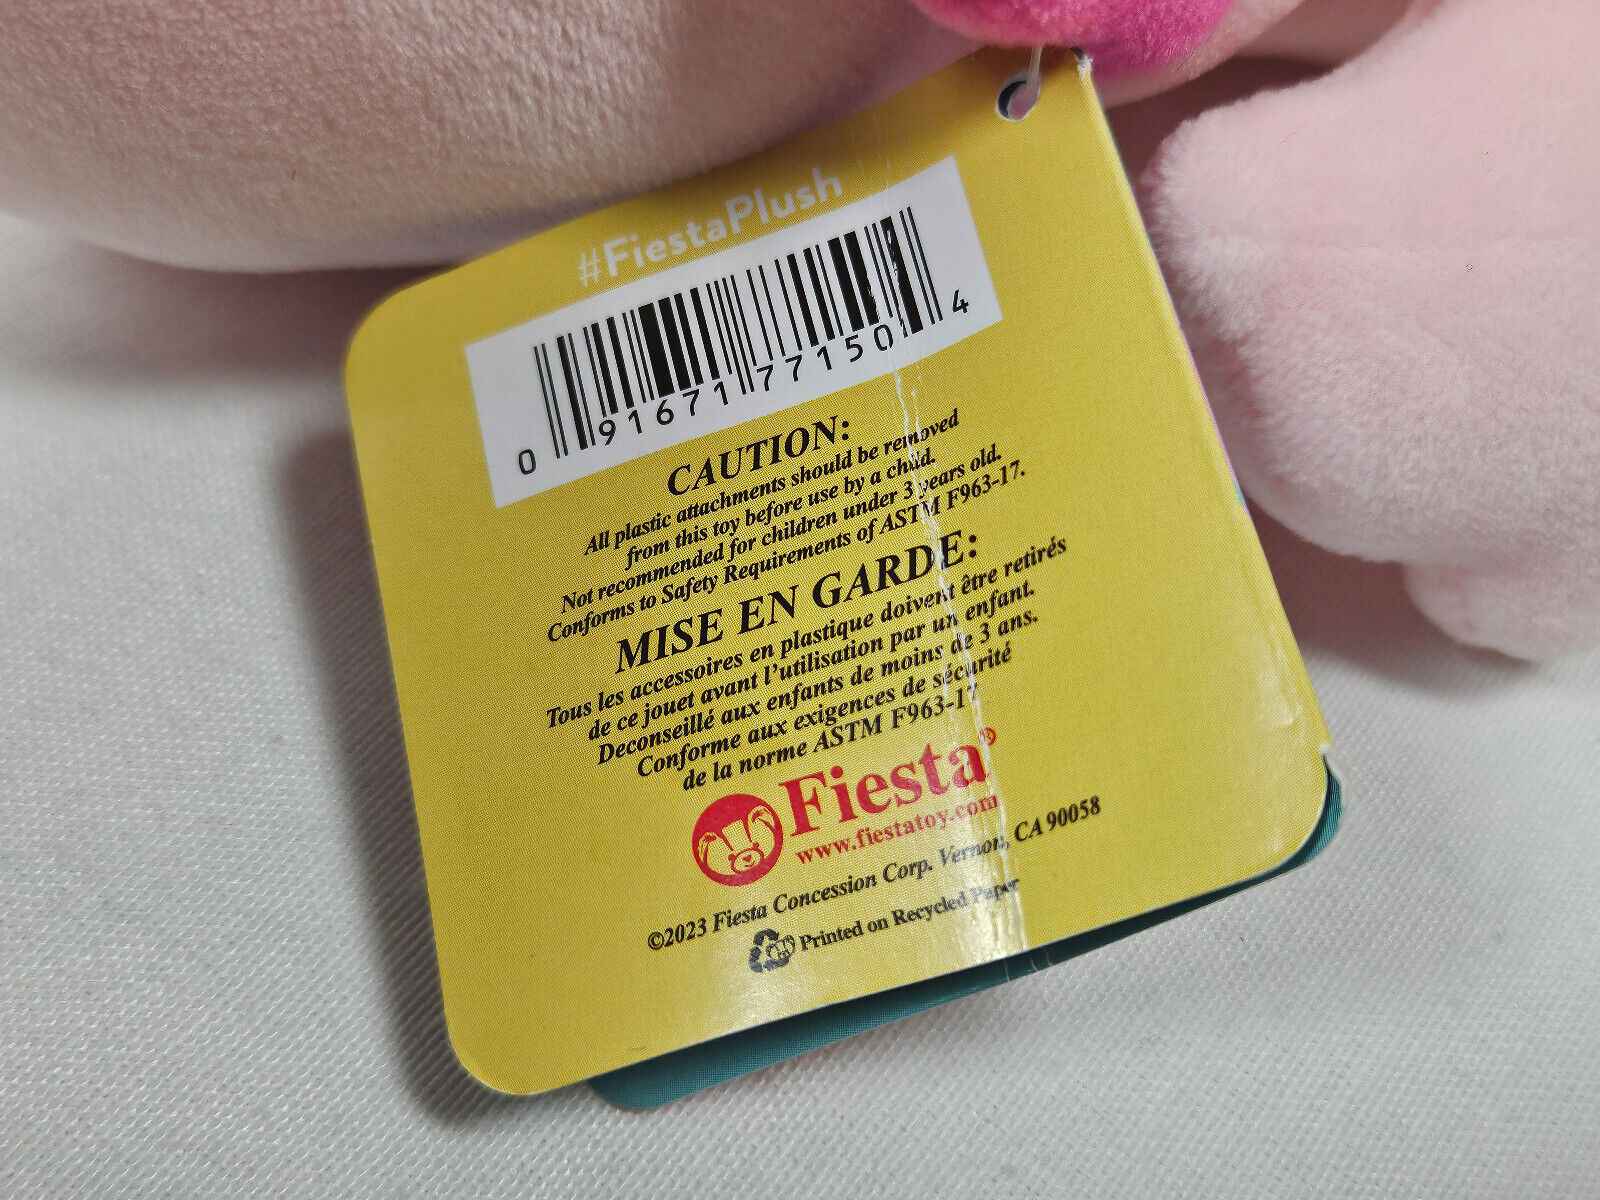 #FiestaPlush
0 91671 77150 4
CAUTION:
All plastic attachments should be removed
from this toy before use by a child.
Not recommended for children under 3 years old.
Conforms to Safety Requirements of ASTM F963-17.
MISE EN GARDE:
Tous les accessoires en plastique doivent être retirés
de ce jouet avant l'utilisation par un enfant.
Deconseillé aux enfants de moins de 3 ans.
Conforme aux exigences de sécurité
de la norme ASTM F963-17
Fiesta®
www.fiestatoy.com
©2023 Fiesta Concession Corp. Vernon, CA 90058
Printed on Recycled Paper